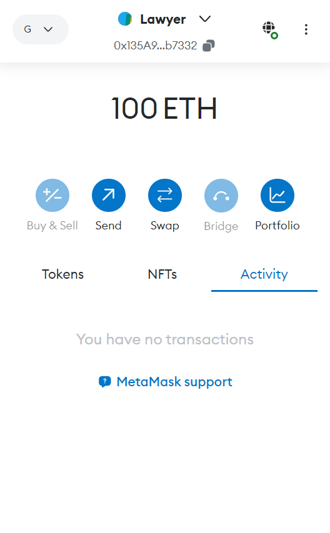 G
Lawyer
0x135A9...b7332
100 ETH
Buy & Sell
Send
Swap
Bridge
Portfolio
Tokens
NFTs
Activity
You have no transactions
MetaMask support